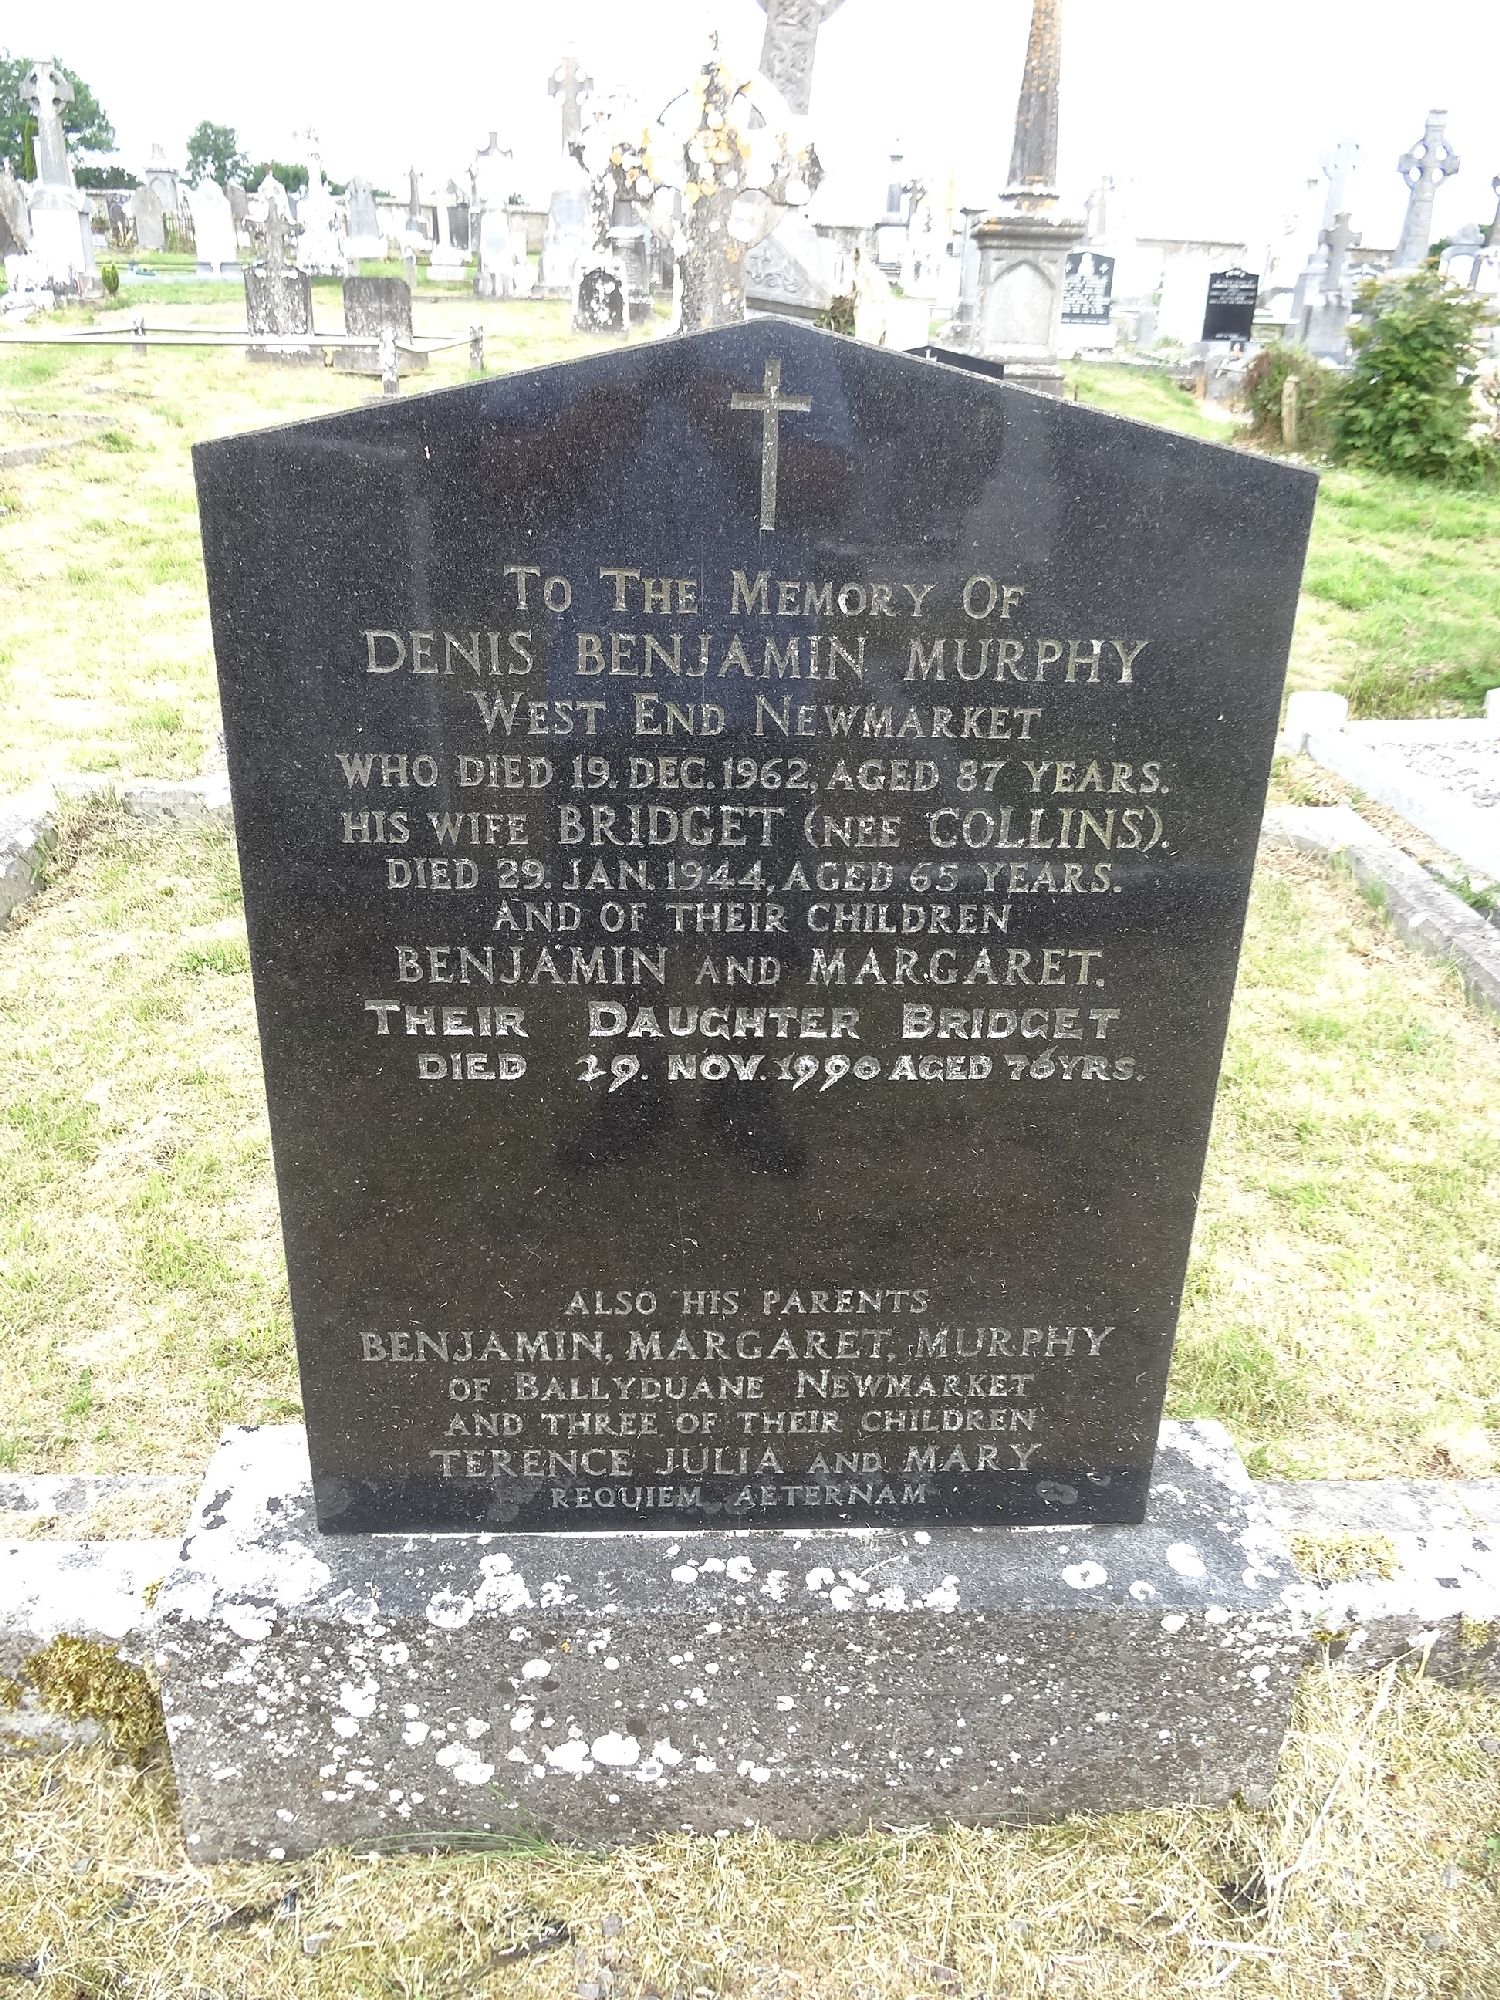 To The Memory Of
DENIS BENJAMIN MURPHY
West End Newmarket
WHO DIED 19. DEC. 1962, AGED 87 YEARS.
HIS WIFE BRIDGET (NEE COLLINS).
DIED 29. JAN. 1944, AGED 65 YEARS.
AND OF THEIR CHILDREN
BENJAMIN AND MARGARET.
Their Daughter Bridget
DIED 29. NOV. 1990 AGED 76 YRS.
ALSO HIS PARENTS
BENJAMIN, MARGARET, MURPHY
OF BALLYDUANE NEWMARKET
AND THREE OF THEIR CHILDREN
TERENCE JULIA AND MARY
REQUIEM AETERNAM